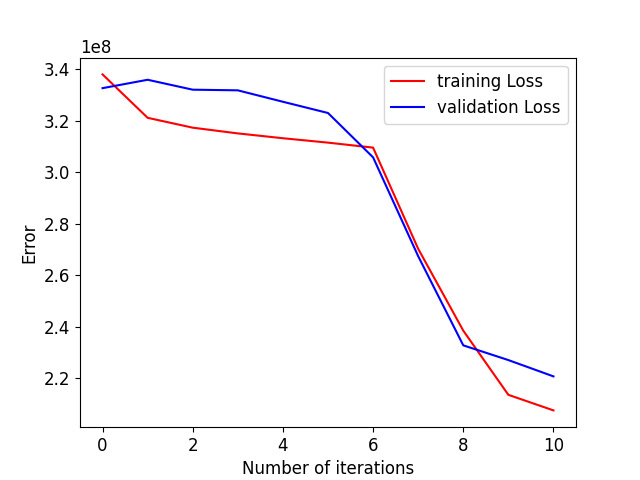 1e8
3.4
3.2
3.0
2.8
2.6
2.4
2.2
Error
0 2 4 6 8 10
Number of iterations
training Loss
validation Loss